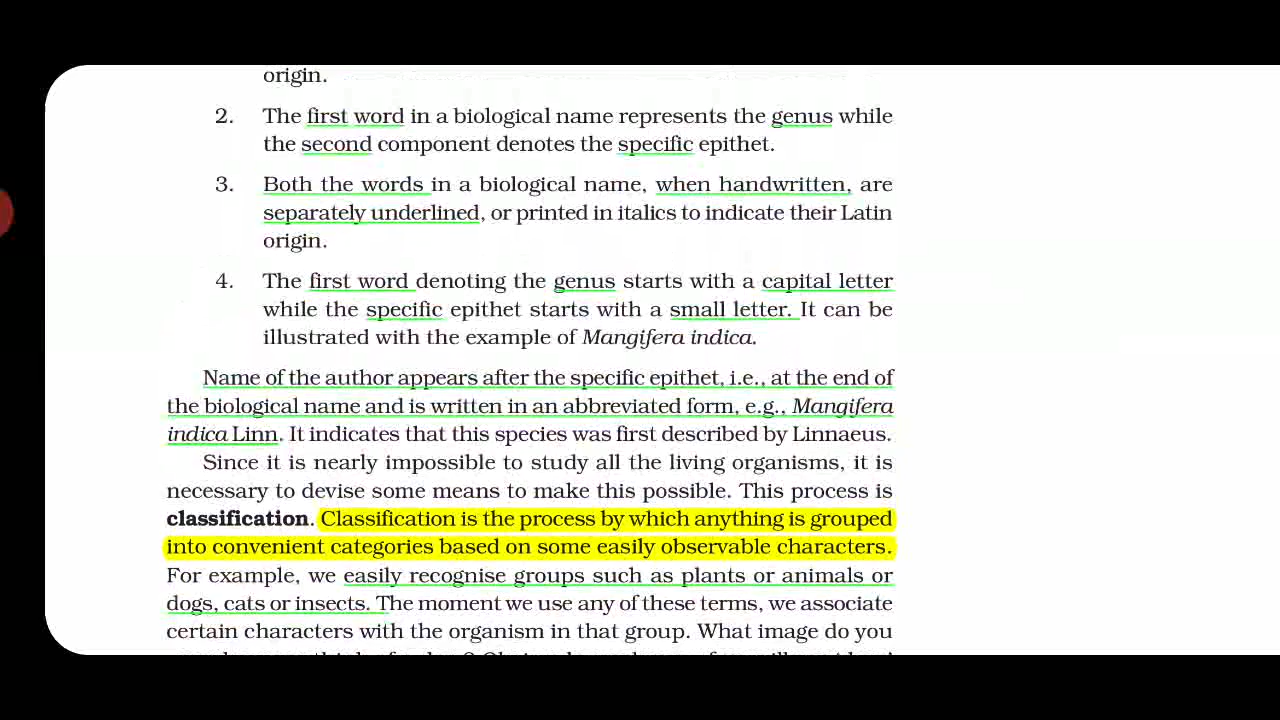 origin.
2. The first word in a biological name represents the genus while
the second component denotes the specific epithet.
3. Both the words in a biological name, when handwritten, are
separately underlined, or printed in italics to indicate their Latin
origin.
4. The first word denoting the genus starts with a capital letter
while the specific epithet starts with a small letter. It can be
illustrated with the example of Mangifera indica.
Name of the author appears after the specific epithet, i.e., at the end of
the biological name and is written in an abbreviated form, e.g., Mangifera
indica Linn. It indicates that this species was first described by Linnaeus.
Since it is nearly impossible to study all the living organisms, it is
necessary to devise some means to make this possible. This process is
classification. Classification is the process by which anything is grouped
into convenient categories based on some easily observable characters.
For example, we easily recognise groups such as plants or animals or
dogs, cats or insects. The moment we use any of these terms, we associate
certain characters with the organism in that group. What image do you